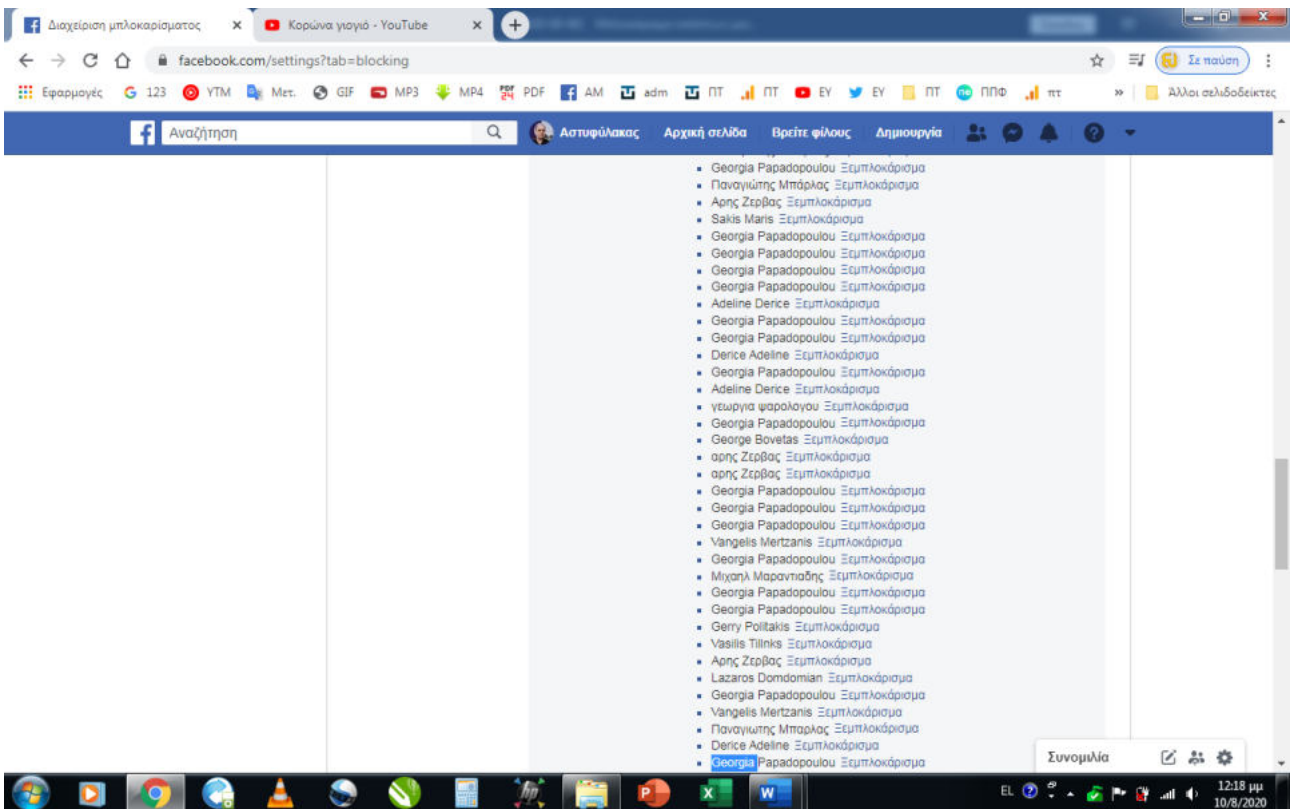 Διαχείριση μπλοκαρίσματος
Κορώνα γιογιό - YouTube
facebook.com/settings?tab=blocking
Σε παύση
Εφαρμογές 123 YTM Μετ. GIF MP3 MP4 PDF AM adm ΠΤ ΠΤ ΕΥ ΕΥ ΠΤ ΠΠΦ ππ » Άλλοι σελιδοδείκτες
Αναζήτηση Αστυφύλακας Αρχική σελίδα Βρείτε φίλους Δημιουργία
Georgia Papadopoulou Ξεμπλοκάρισμα
Παναγιώτης Μπάρλας Ξεμπλοκάρισμα
Αρης Ζερβας Ξεμπλοκάρισμα
Sakis Maris Ξεμπλοκάρισμα
Georgia Papadopoulou Ξεμπλοκάρισμα
Georgia Papadopoulou Ξεμπλοκάρισμα
Georgia Papadopoulou Ξεμπλοκάρισμα
Georgia Papadopoulou Ξεμπλοκάρισμα
Adeline Derice Ξεμπλοκάρισμα
Georgia Papadopoulou Ξεμπλοκάρισμα
Georgia Papadopoulou Ξεμπλοκάρισμα
Derice Adeline Ξεμπλοκάρισμα
Georgia Papadopoulou Ξεμπλοκάρισμα
Adeline Derice Ξεμπλοκάρισμα
γεωργια ψαρολογου Ξεμπλοκάρισμα
Georgia Papadopoulou Ξεμπλοκάρισμα
George Bovetas Ξεμπλοκάρισμα
αρης Ζερβας Ξεμπλοκάρισμα
αρης Ζερβας Ξεμπλοκάρισμα
Georgia Papadopoulou Ξεμπλοκάρισμα
Georgia Papadopoulou Ξεμπλοκάρισμα
Georgia Papadopoulou Ξεμπλοκάρισμα
Vangelis Mertzanis Ξεμπλοκάρισμα
Georgia Papadopoulou Ξεμπλοκάρισμα
Μιχαηλ Μαραντιαδης Ξεμπλοκάρισμα
Georgia Papadopoulou Ξεμπλοκάρισμα
Georgia Papadopoulou Ξεμπλοκάρισμα
Gerry Politakis Ξεμπλοκάρισμα
Vasilis Tilinks Ξεμπλοκάρισμα
Αρης Ζερβας Ξεμπλοκάρισμα
Lazaros Domdomian Ξεμπλοκάρισμα
Georgia Papadopoulou Ξεμπλοκάρισμα
Vangelis Mertzanis Ξεμπλοκάρισμα
Παναγιωτης Μπαρλας Ξεμπλοκάρισμα
Derice Adeline Ξεμπλοκάρισμα
Georgia Papadopoulou Ξεμπλοκάρισμα
Συνομιλία
EL 12:18 μμ
10/8/2020